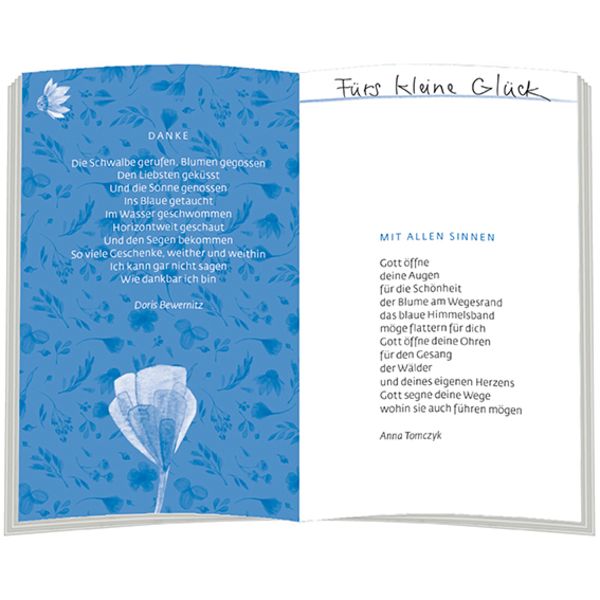 DANKE
Die Schwalbe gerufen, Blumen gegossen
Den Liebsten geküsst
Und die Sonne genossen
Ins Blaue getaucht
Im Wasser geschwommen
Horizontweit geschaut
Und den Segen bekommen
So viele Geschenke, weither und weithin
Ich kann gar nicht sagen
Wie dankbar ich bin
Doris Bewernitz
Fürs kleine Glück
MIT ALLEN SINNEN
Gott öffne
deine Augen
für die Schönheit
der Blume am Wegesrand
das blaue Himmelsband
möge flattern für dich
Gott öffne deine Ohren
für den Gesang
der Wälder
und deines eigenen Herzens
Gott segne deine Wege
wohin sie auch führen mögen
Anna Tomczyk